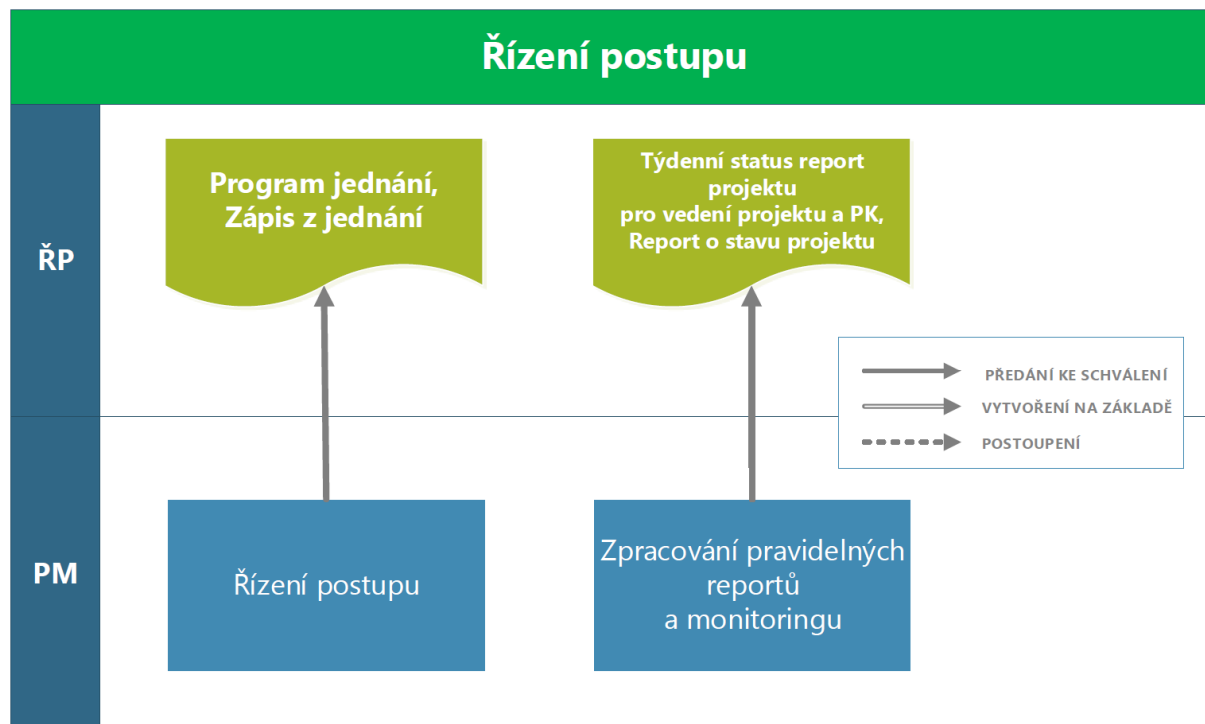 Řízení postupu
ŘP
Program jednání,
Zápis z jednání
Týdenní status report
projektu
pro vedení projektu a PK,
Report o stavu projektu
PŘEDÁNÍ KE SCHVÁLENÍ
VYTVOŘENÍ NA ZÁKLADĚ
POSTOUPENÍ
PM
Řízení postupu
Zpracování pravidelných
reportů
a monitoringu